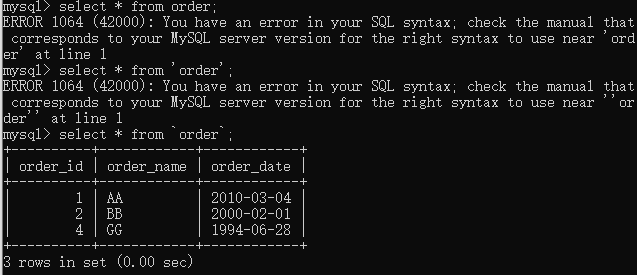 mysql> select * from order;
ERROR 1064 (42000): You have an error in your SQL syntax; check the manual that
 corresponds to your MySQL server version for the right syntax to use near 'ord
er' at line 1
mysql> select * from 'order';
ERROR 1064 (42000): You have an error in your SQL syntax; check the manual that
 corresponds to your MySQL server version for the right syntax to use near ''or
der'' at line 1
mysql> select * from `order`;
+----------+------------+------------+
| order_id | order_name | order_date |
+----------+------------+------------+
|        1 | AA         | 2010-03-04 |
|        2 | BB         | 2000-02-01 |
|        4 | GG         | 1994-06-28 |
+----------+------------+------------+
3 rows in set (0.00 sec)